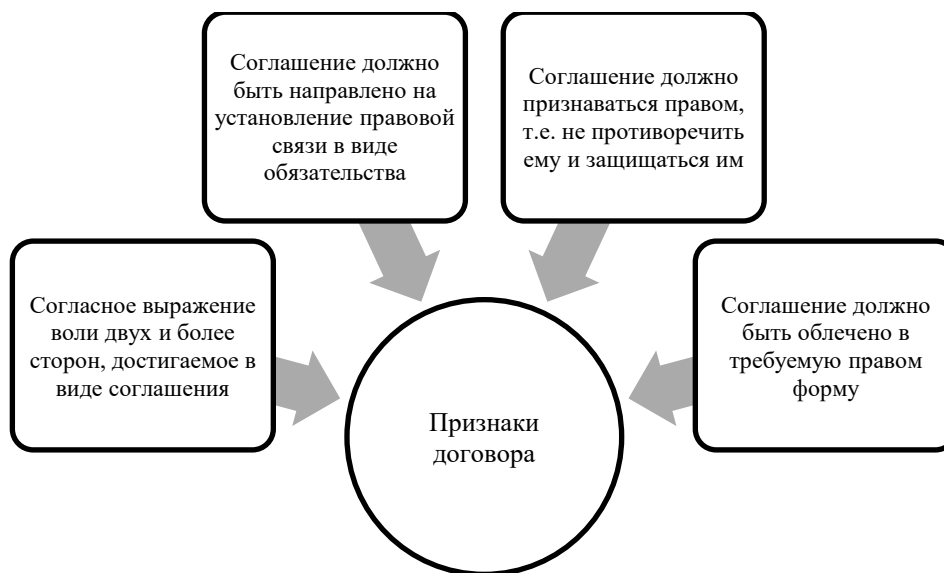 Соглашение должно
быть направлено на
установление правовой
связи в виде
обязательства
Соглашение должно
признаваться правом,
т.е. не противоречить
ему и защищаться им
Согласное выражение
воли двух и более
сторон, достигаемое в
виде соглашения
Соглашение должно
быть облечено в
требуемую правом
форму
Признаки
договора